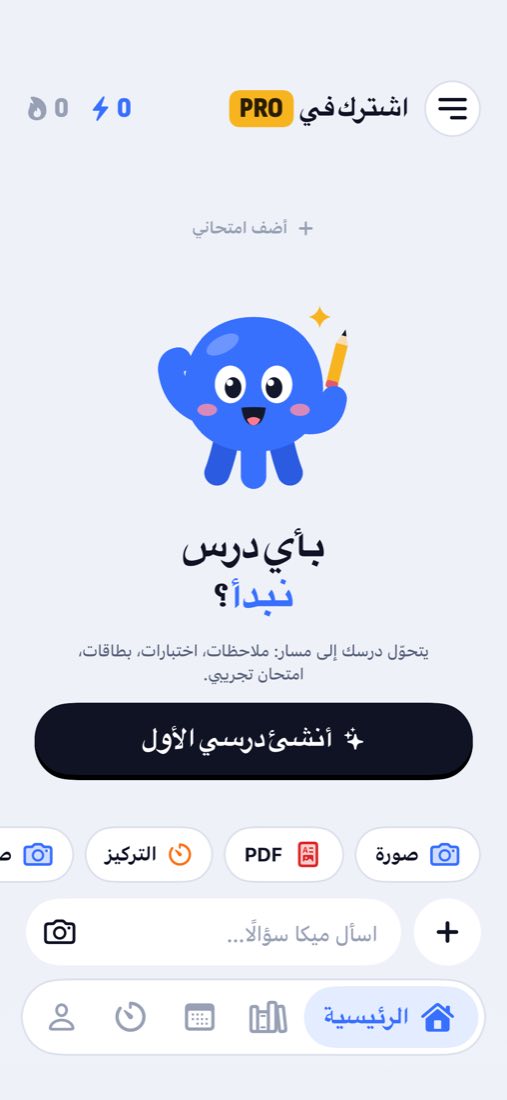 اشترك في PRO
0
0
+ أضف امتحاني
بأي درس
نبدأ؟
يتحوّل درسك إلى مسار: ملاحظات، اختبارات، بطاقات،
امتحان تجريبي.
أنشئ درسي الأول
صورة
PDF
التركيز
اسأل ميكا سؤالًا...
الرئيسية